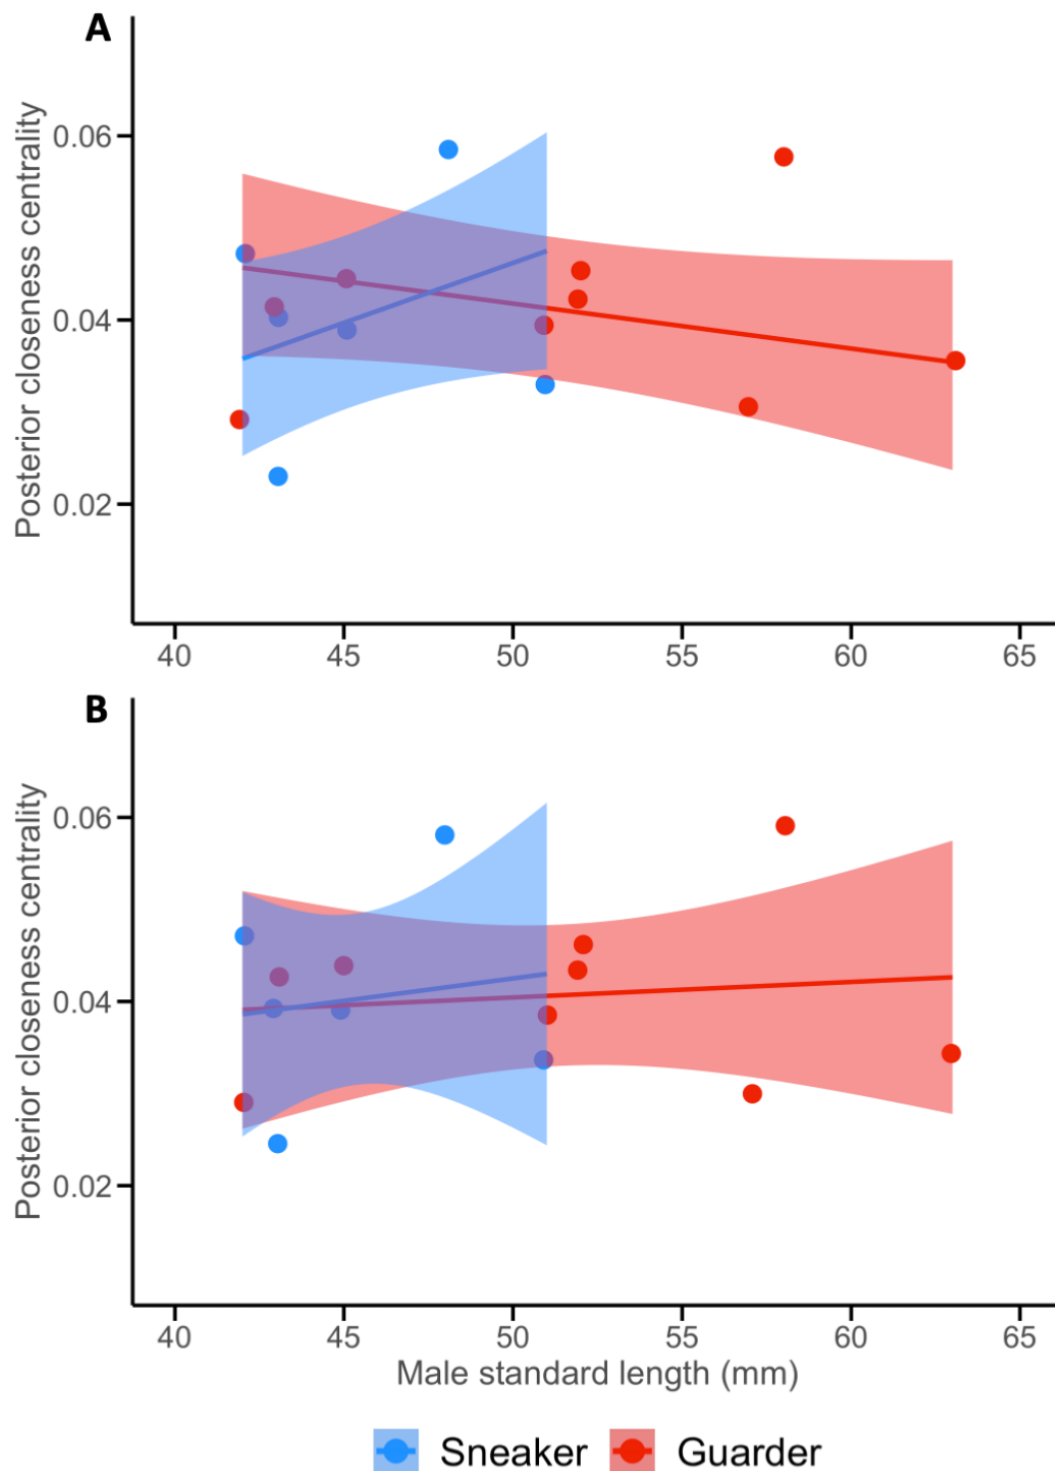 A
Posterior closeness centrality
0.06
0.04
0.02
40 45 50 55 60 65
B
Posterior closeness centrality
0.06
0.04
0.02
40 45 50 55 60 65
Male standard length (mm)
Sneaker Guarder